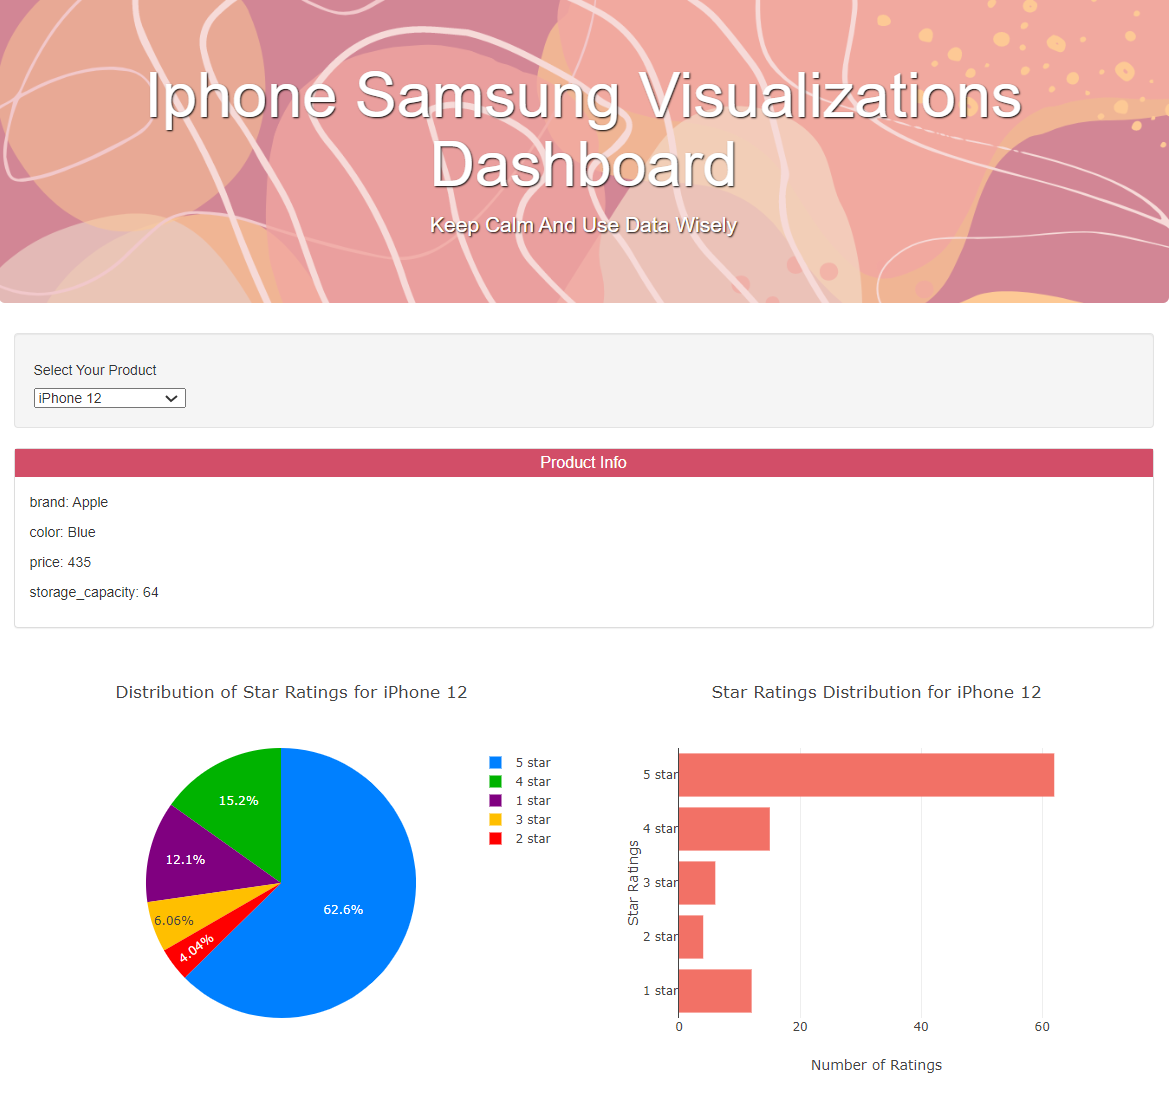 Iphone Samsung Visualizations
Dashboard
Keep Calm And Use Data Wisely
Select Your Product
iPhone 12
Product Info
brand: Apple
color: Blue
price: 435
storage_capacity: 64
Distribution of Star Ratings for iPhone 12
62.6%
15.2%
12.1%
6.06%
4.04%
5 star
4 star
1 star
3 star
2 star
Star Ratings Distribution for iPhone 12
Star Ratings
5 star
4 star
3 star
2 star
1 star
0 20 40 60
Number of Ratings